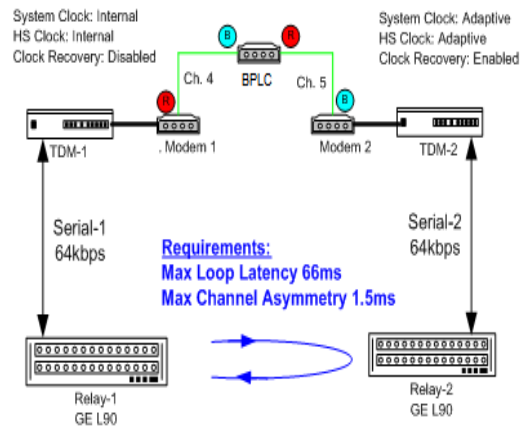 System Clock: Internal
HS Clock: Internal
Clock Recovery: Disabled
System Clock: Adaptive
HS Clock: Adaptive
Clock Recovery: Enabled
B
R
BPLC
Ch. 4
Ch. 5
R
B
TDM-1
. Modem 1
Modem 2
TDM-2
Serial-1
64kbps
Serial-2
64kbps
Requirements:
Max Loop Latency 66ms
Max Channel Asymmetry 1.5ms
Relay-1
GE L90
Relay-2
GE L90